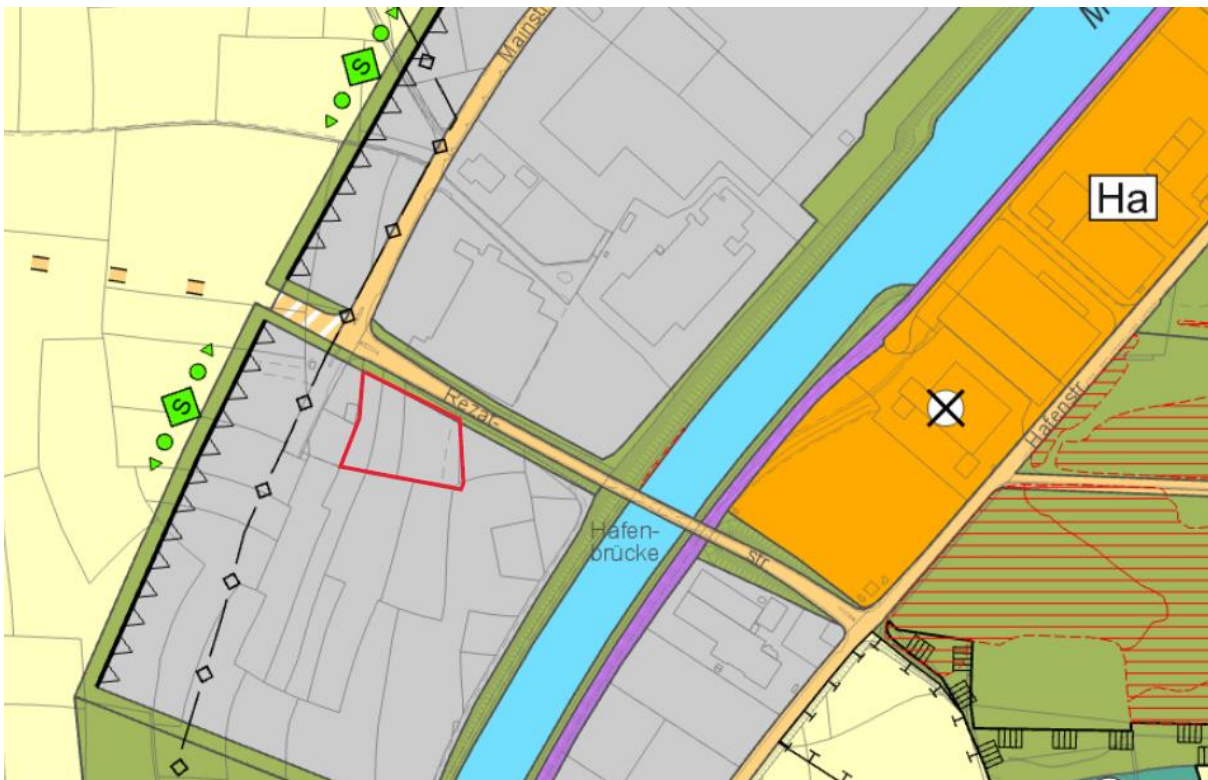 M
Mainstr.
S
Ha
S
Rezat-
Hafenstr.
Hafen-
brücke
str.